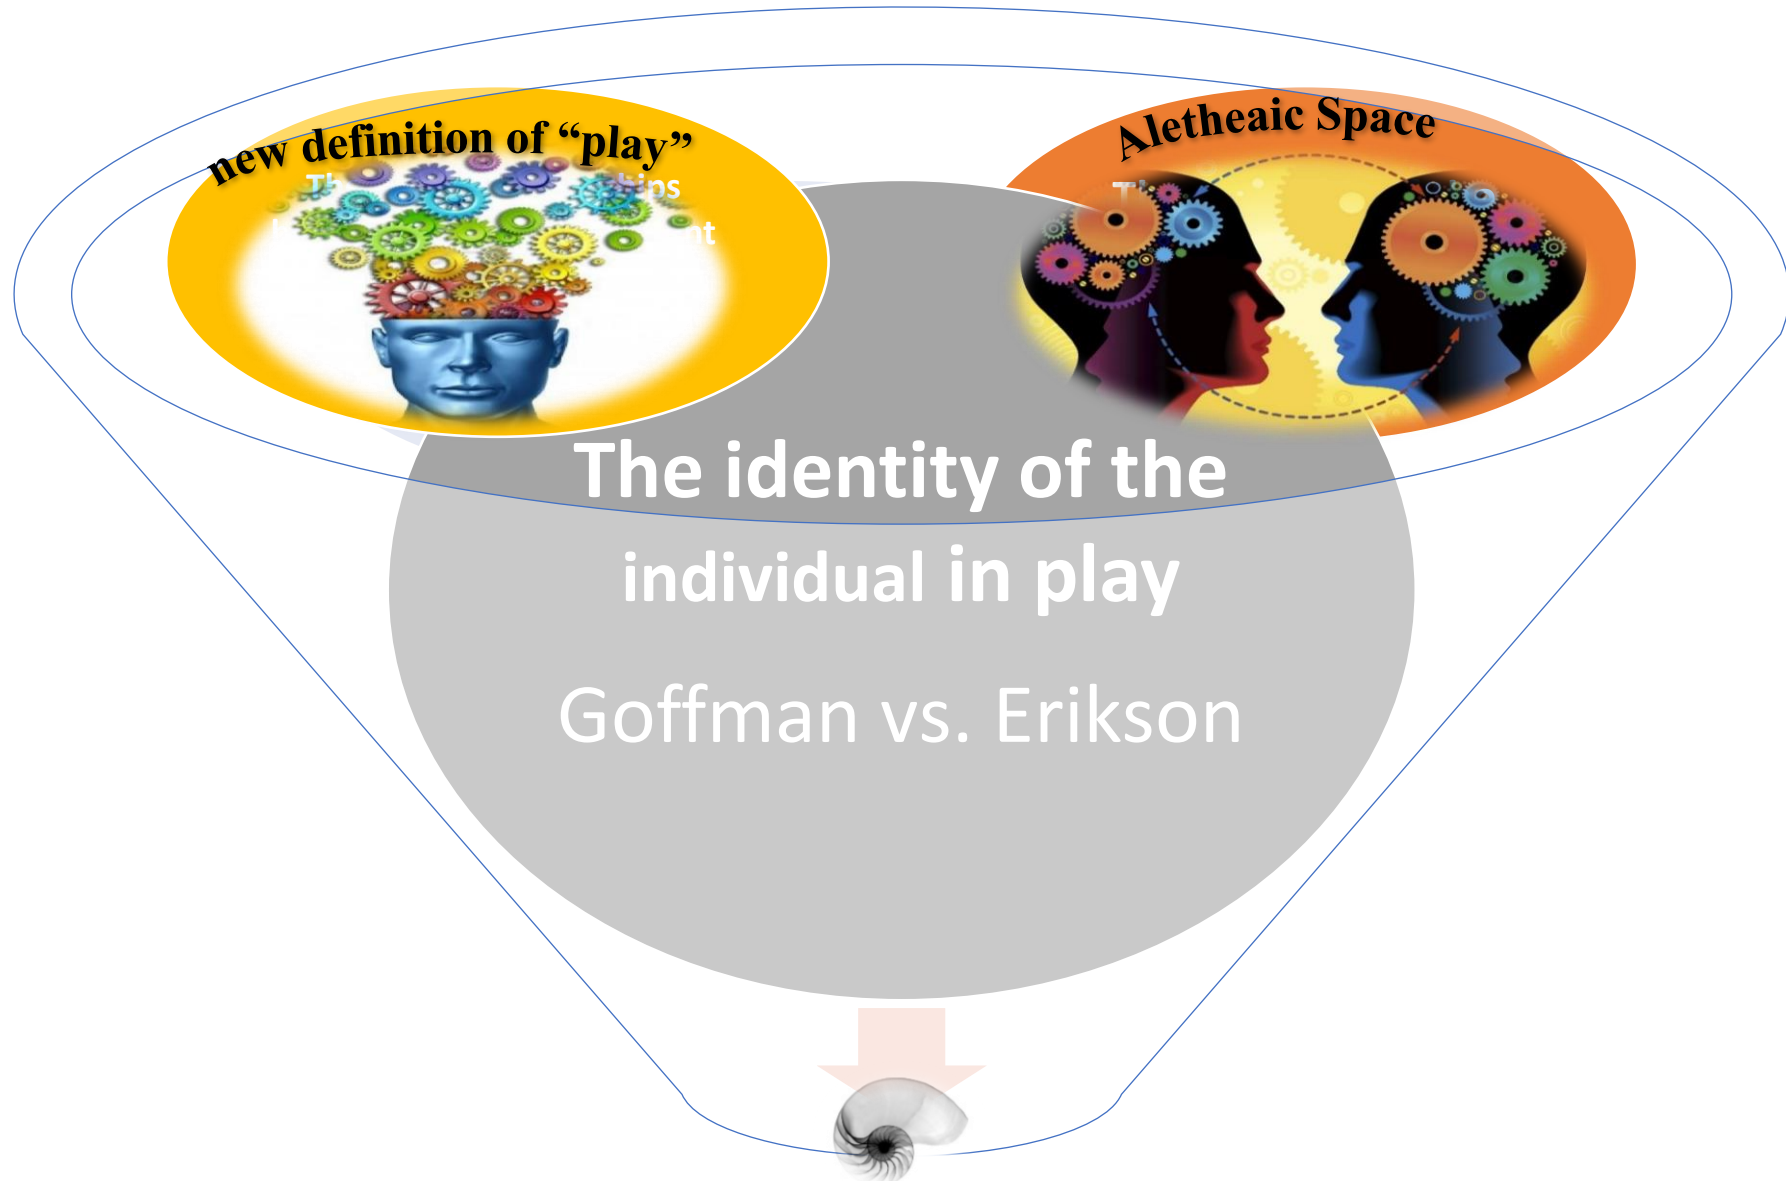 new definition of “play”
Aletheaic Space
The identity of the
individual in play
Goffman vs. Erikson